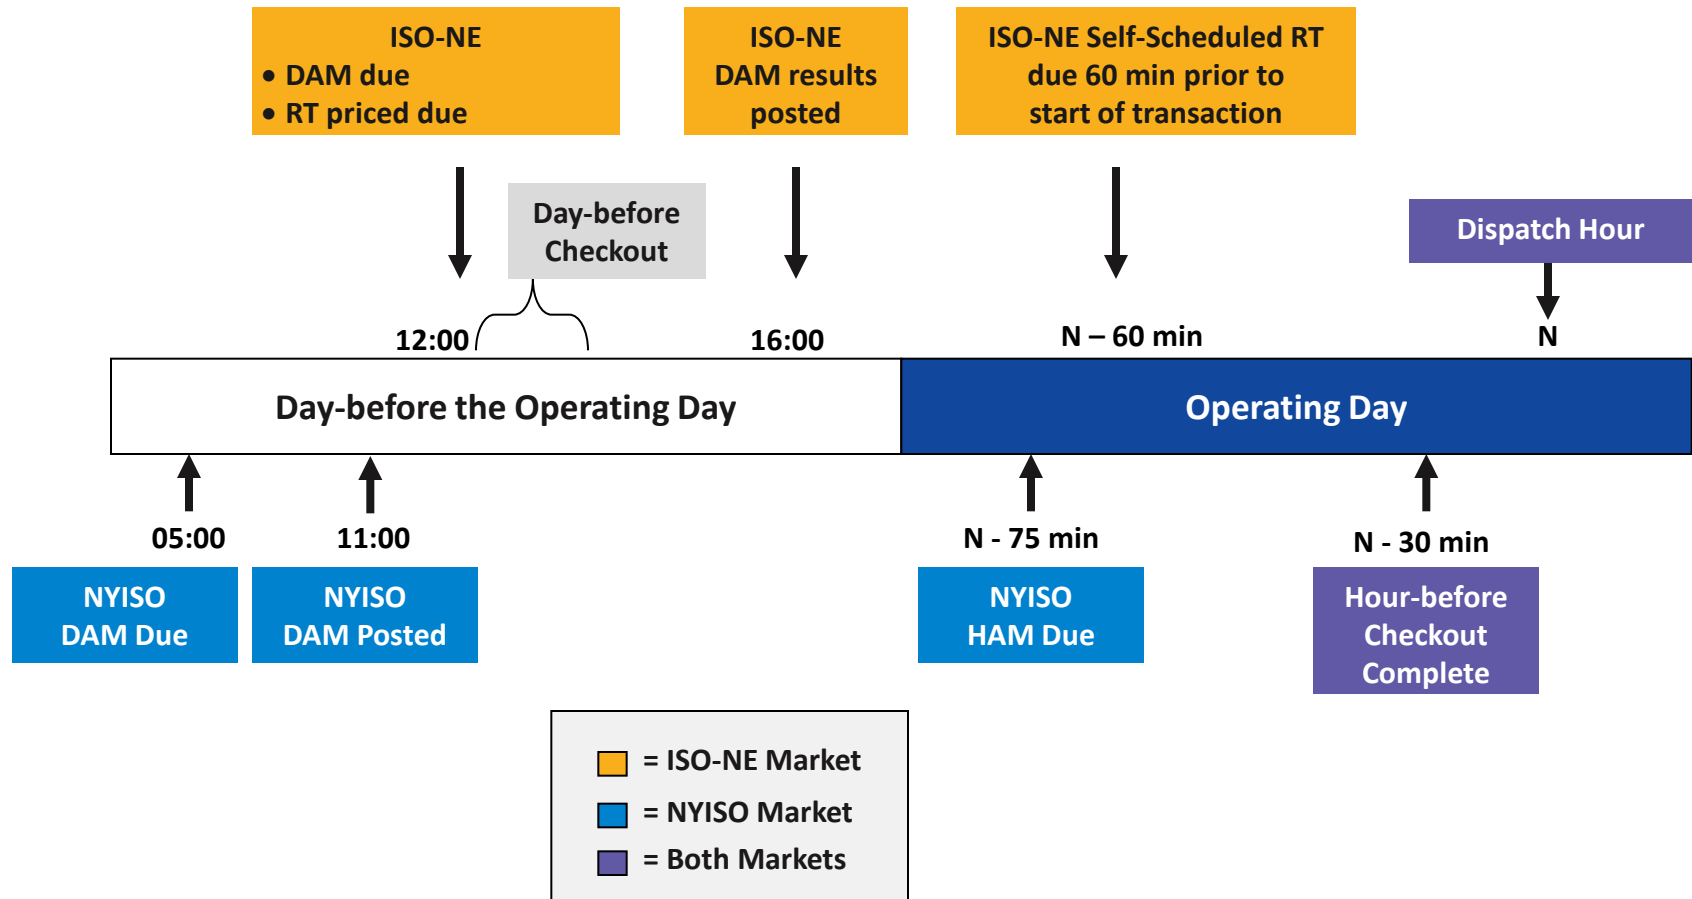 ISO-NE
• DAM due
• RT priced due
ISO-NE
DAM results
posted
ISO-NE Self-Scheduled RT
due 60 min prior to
start of transaction
Day-before
Checkout
Dispatch Hour
12:00
16:00
N – 60 min
N
Day-before the Operating Day
Operating Day
05:00
11:00
N - 75 min
N - 30 min
NYISO
DAM Due
NYISO
DAM Posted
NYISO
HAM Due
Hour-before
Checkout
Complete
= ISO-NE Market
= NYISO Market
= Both Markets